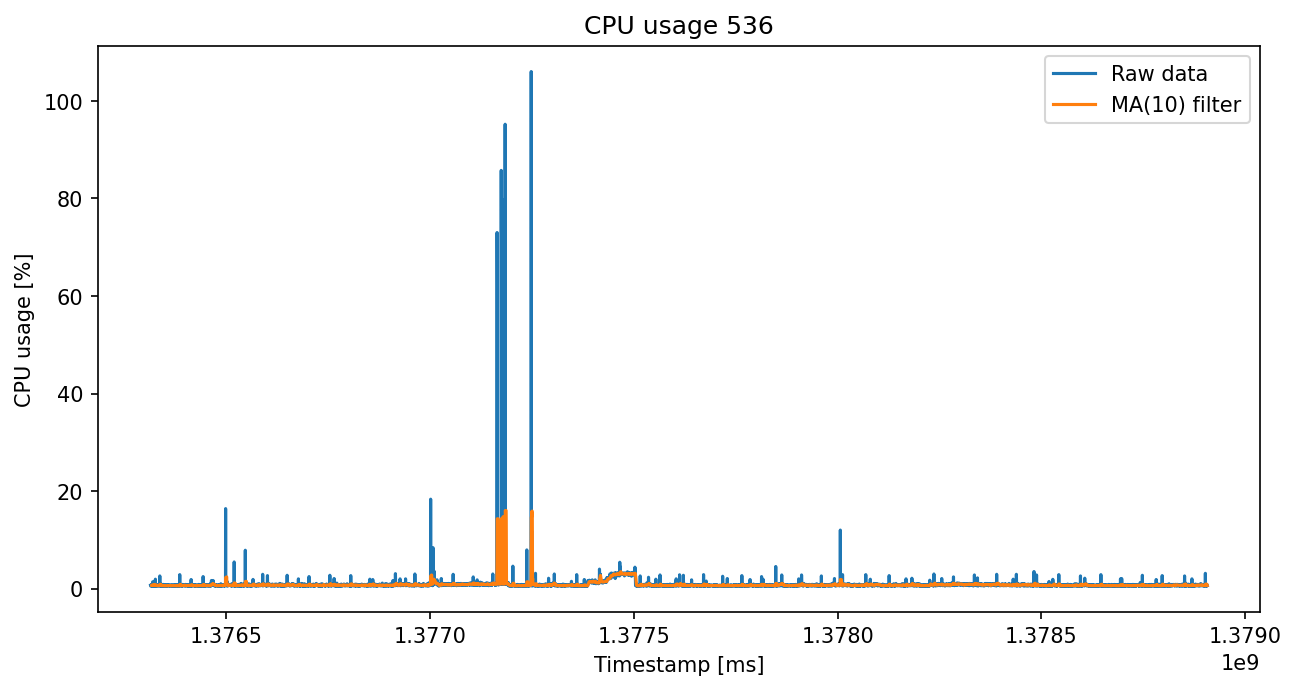 CPU usage 536
Raw data
MA(10) filter
CPU usage [%]
100
80
60
40
20
0
1.3765 1.3770 1.3775 1.3780 1.3785 1.3790
1e9
Timestamp [ms]